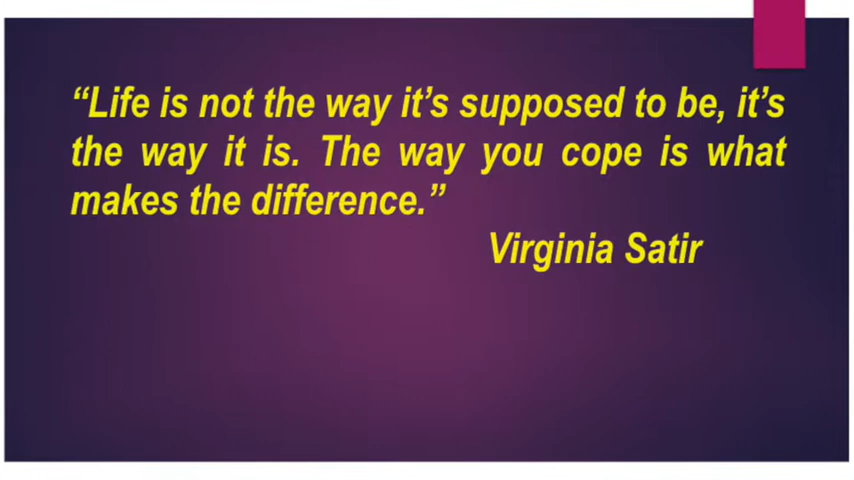 “Life is not the way it’s supposed to be, it’s
the way it is. The way you cope is what
makes the difference.”
Virginia Satir